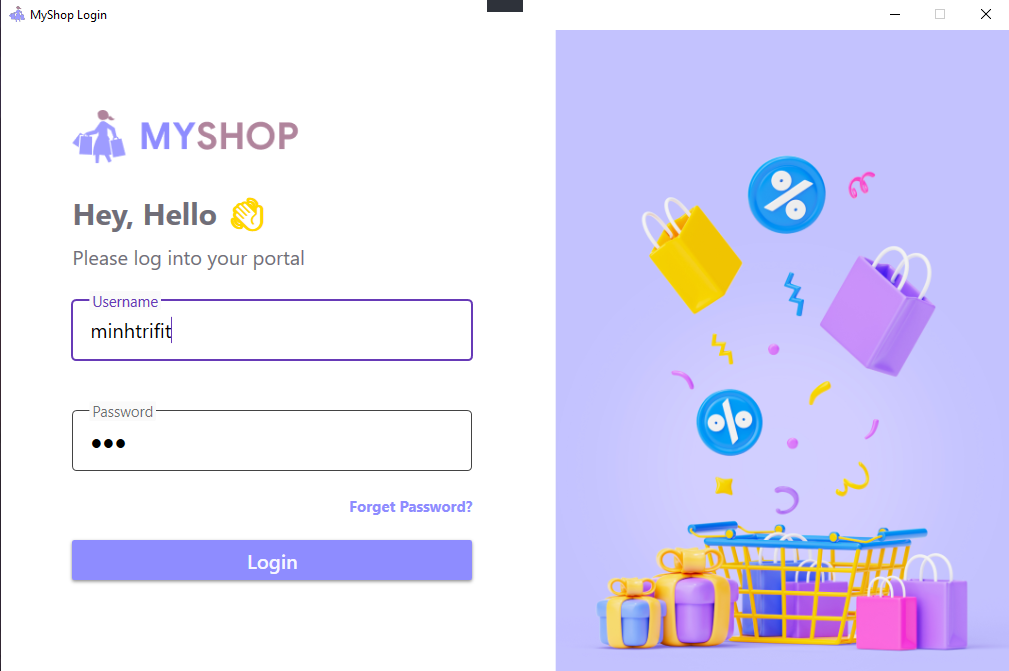 MyShop Login
MYSHOP
Hey, Hello 👏
Please log into your portal
Username
minhtrifit
Password
●●●
Forget Password?
Login
%
%